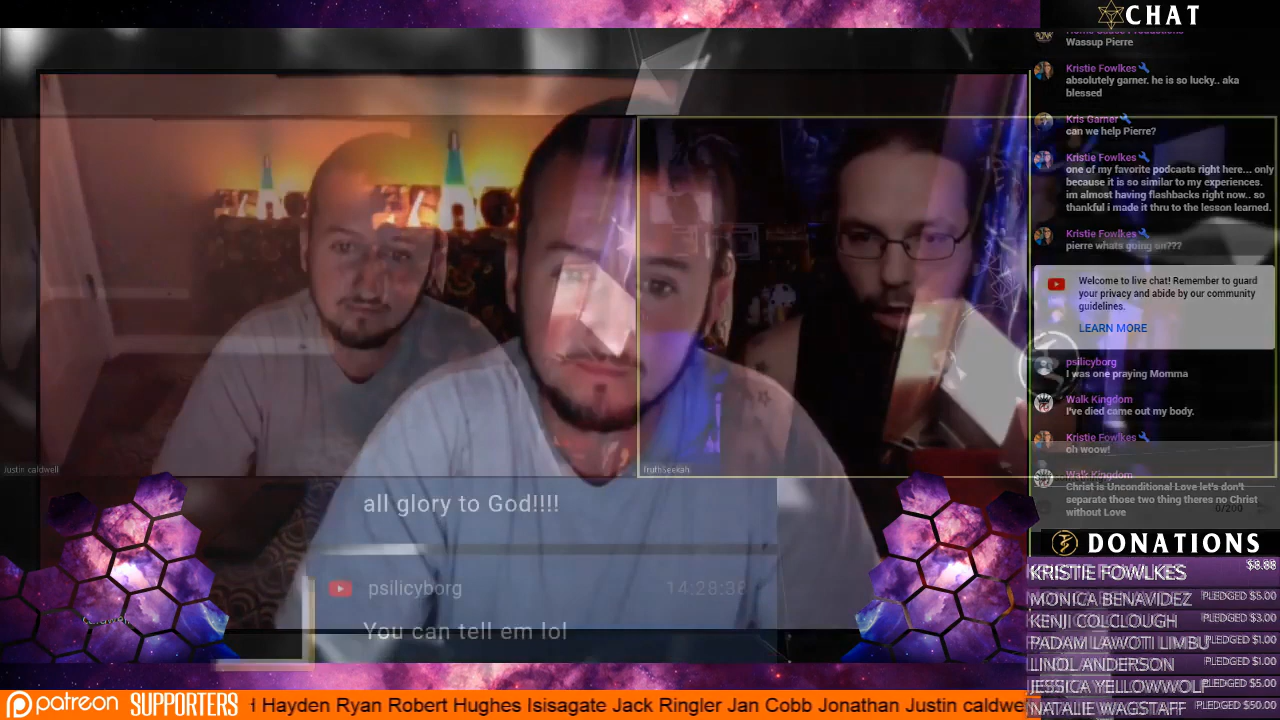 CHAT
Wassup Pierre
Kristie Fowlkes
absolutely garner. he is so lucky.. aka
blessed
Kris Garner
can we help Pierre?
Kristie Fowlkes
one of my favorite podcasts right here... only
because it is so similar to my experiences.
im almost having flashbacks right now.. so
thankful i made it thru to the lesson learned.
Kristie Fowlkes
pierre whats going on???
Welcome to live chat! Remember to guard
your privacy and abide by our community
guidelines.
LEARN MORE
psilicyborg
I was one praying Momma
Walk Kingdom
I've died came out my body.
Kristie Fowlkes
oh woow!
Walk Kingdom
Christ is Unconditional Love let's don't
separate those two thing theres no Christ
without Love
0/200
Justin caldwell
TruthSeekah
all glory to God!!!!
psilicyborg 14:28:38
You can tell em lol
DONATIONS
KRISTIE FOWLKES $8.88
MONICA BENAVIDEZ PLEDGED $5.00
KENJI COLCLOUGH PLEDGED $3.00
PADAM LAWOTI LIMBU PLEDGED $1.00
LINOL ANDERSON PLEDGED $1.00
JESSICA YELLOWWOLF PLEDGED $5.00
NATALIE WAGSTAFF PLEDGED $50.00
patreon SUPPORTERS Hayden Ryan Robert Hughes Isisagate Jack Ringler Jan Cobb Jonathan Justin caldwe